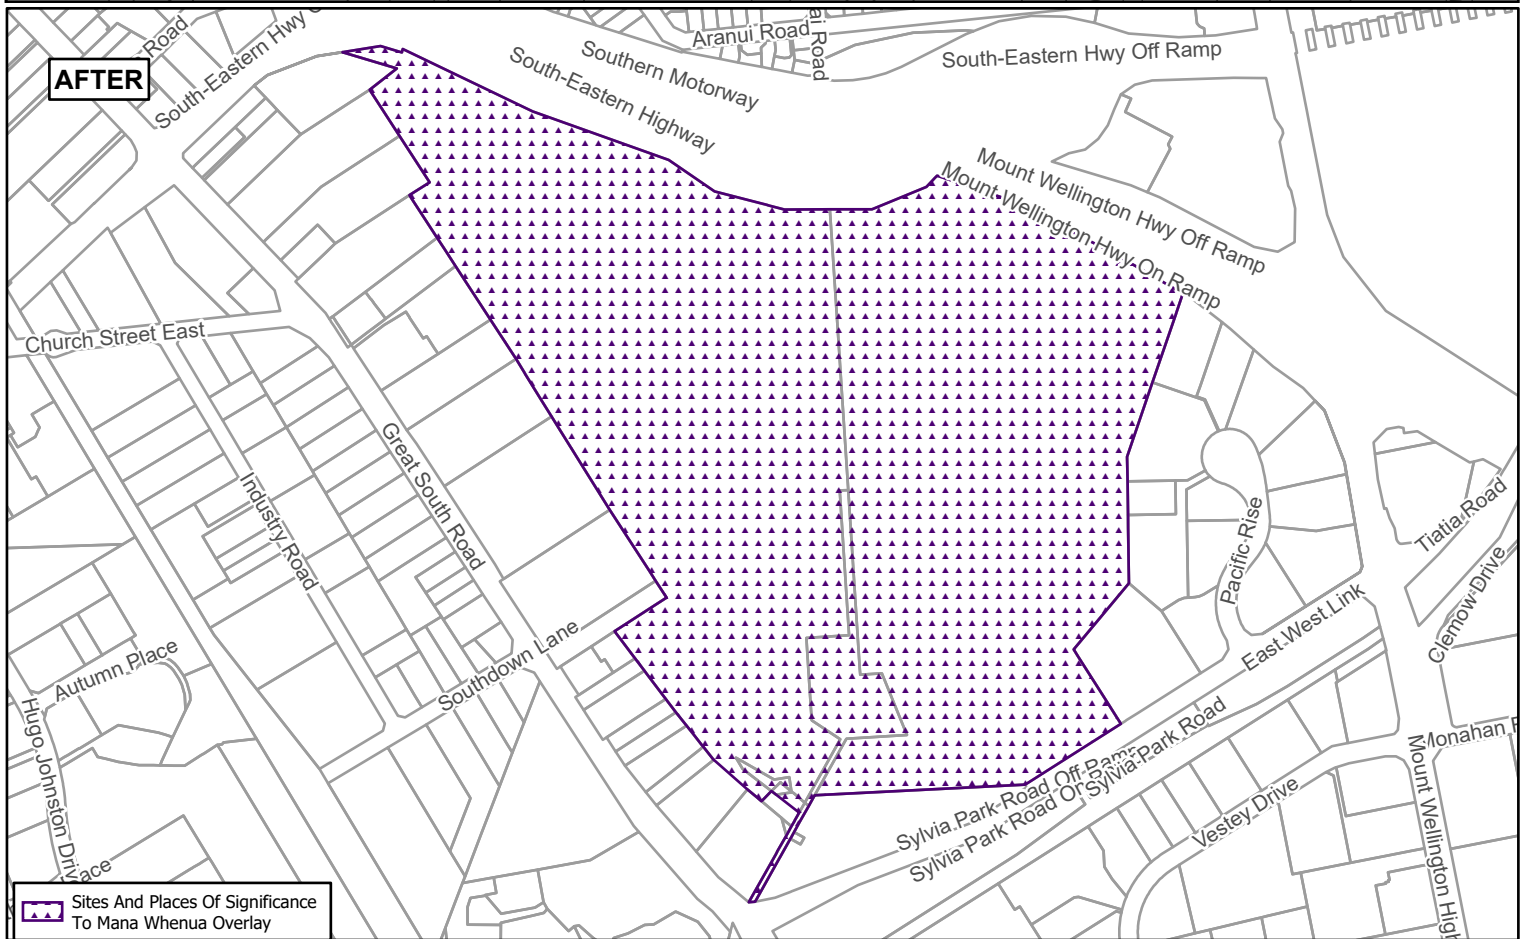 AFTER
Road
South-Eastern Hwy
Aranui Road
Road
Southern Motorway
South-Eastern Highway
South-Eastern Hwy Off Ramp
Mount Wellington Hwy Off Ramp
Mount Wellington Hwy On Ramp
Church Street East
Great South Road
Industry Road
Southdown Lane
Autumn Place
Hugo Johnston Drive
Pacific Rise
Tiatia Road
Clemow Drive
East West Link
Sylvia Park Road Off Ramp
Sylvia Park Road
Sylvia Park Road
Vestey Drive
Monahan
Mount Wellington High
Sites And Places Of Significance
To Mana Whenua Overlay